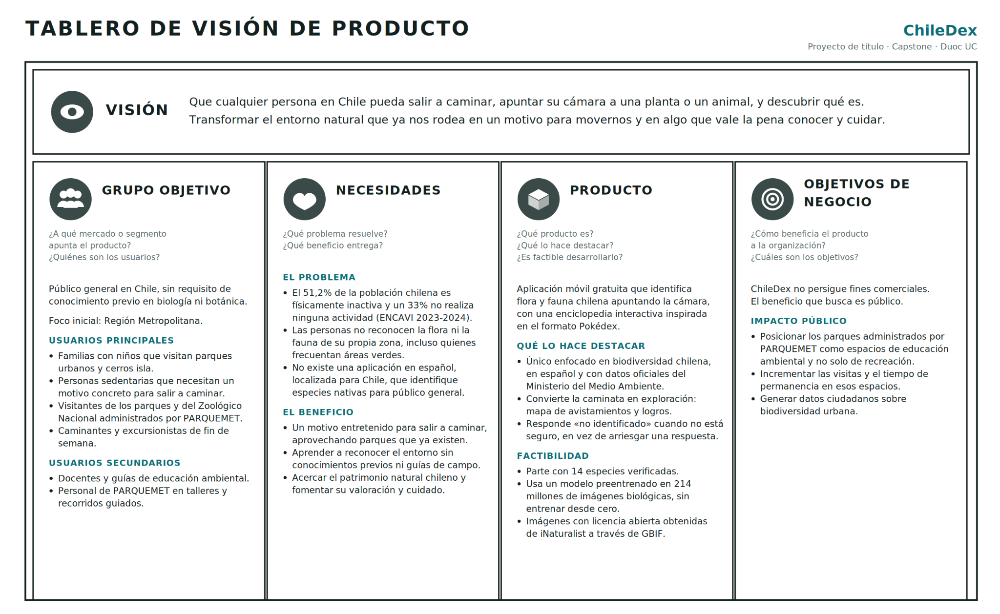 TABLERO DE VISIÓN DE PRODUCTO
ChileDex
Proyecto de título · Capstone · Duoc UC
VISIÓN
Que cualquier persona en Chile pueda salir a caminar, apuntar su cámara a una planta o un animal, y descubrir qué es.
Transformar el entorno natural que ya nos rodea en un motivo para movernos y en algo que vale la pena conocer y cuidar.
GRUPO OBJETIVO
¿A qué mercado o segmento
apunta el producto?
¿Quiénes son los usuarios?
Público general en Chile, sin requisito de
conocimiento previo en biología ni botánica.
Foco inicial: Región Metropolitana.
USUARIOS PRINCIPALES
• Familias con niños que visitan parques
urbanos y cerros isla.
• Personas sedentarias que necesitan un
motivo concreto para salir a caminar.
• Visitantes de los parques y del Zoológico
Nacional administrados por PARQUEMET.
• Caminantes y excursionistas de fin de
semana.
USUARIOS SECUNDARIOS
• Docentes y guías de educación ambiental.
• Personal de PARQUEMET en talleres y
recorridos guiados.
NECESIDADES
¿Qué problema resuelve?
¿Qué beneficio entrega?
EL PROBLEMA
• El 51,2% de la población chilena es
físicamente inactiva y un 33% no realiza
ninguna actividad (ENCAVI 2023-2024).
• Las personas no reconocen la flora ni la
fauna de su propia zona, incluso quienes
frecuentan áreas verdes.
• No existe una aplicación en español,
localizada para Chile, que identifique
especies nativas para público general.
EL BENEFICIO
• Un motivo entretenido para salir a caminar,
aprovechando parques que ya existen.
• Aprender a reconocer el entorno sin
conocimientos previos ni guías de campo.
• Acercar el patrimonio natural chileno y
fomentar su valoración y cuidado.
PRODUCTO
¿Qué producto es?
¿Qué lo hace destacar?
¿Es factible desarrollarlo?
Aplicación móvil gratuita que identifica
flora y fauna chilena apuntando la cámara,
con una enciclopedia interactiva inspirada
en el formato Pokédex.
QUÉ LO HACE DESTACAR
• Único enfocado en biodiversidad chilena,
en español y con datos oficiales del
Ministerio del Medio Ambiente.
• Convierte la caminata en exploración:
mapa de avistamientos y logros.
• Responde «no identificado» cuando no está
seguro, en vez de arriesgar una respuesta.
FACTIBILIDAD
• Parte con 14 especies verificadas.
• Usa un modelo preentrenado en 214
millones de imágenes biológicas, sin
entrenar desde cero.
• Imágenes con licencia abierta obtenidas
de iNaturalist a través de GBIF.
OBJETIVOS DE
NEGOCIO
¿Cómo beneficia el producto
a la organización?
¿Cuáles son los objetivos?
ChileDex no persigue fines comerciales.
El beneficio que busca es público.
IMPACTO PÚBLICO
• Posicionar los parques administrados por
PARQUEMET como espacios de educación
ambiental y no solo de recreación.
• Incrementar las visitas y el tiempo de
permanencia en esos espacios.
• Generar datos ciudadanos sobre
biodiversidad urbana.